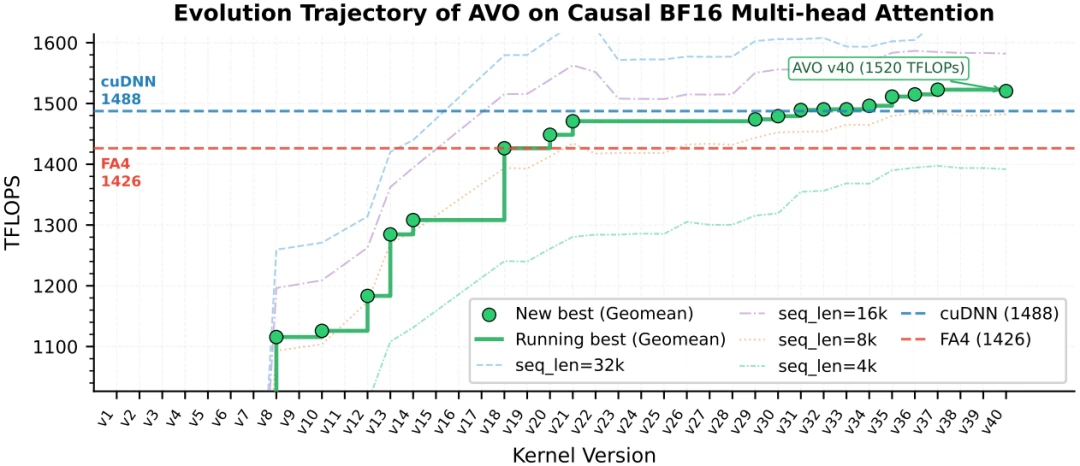 Evolution Trajectory of AVO on Causal BF16 Multi-head Attention
1600
1500
1400
1300
1200
1100
TFLOPS
cuDNN
1488
FA4
1426
AVO v40 (1520 TFLOPs)
New best (Geomean)
Running best (Geomean)
seq_len=32k
seq_len=16k
seq_len=8k
seq_len=4k
cuDNN (1488)
FA4 (1426)
v1
v2
v3
v4
v5
v6
v7
v8
v9
v10
v11
v12
v13
v14
v15
v16
v17
v18
v19
v20
v21
v22
v23
v24
v25
v26
v27
v28
v29
v30
v31
v32
v33
v34
v35
v36
v37
v38
v39
v40
Kernel Version